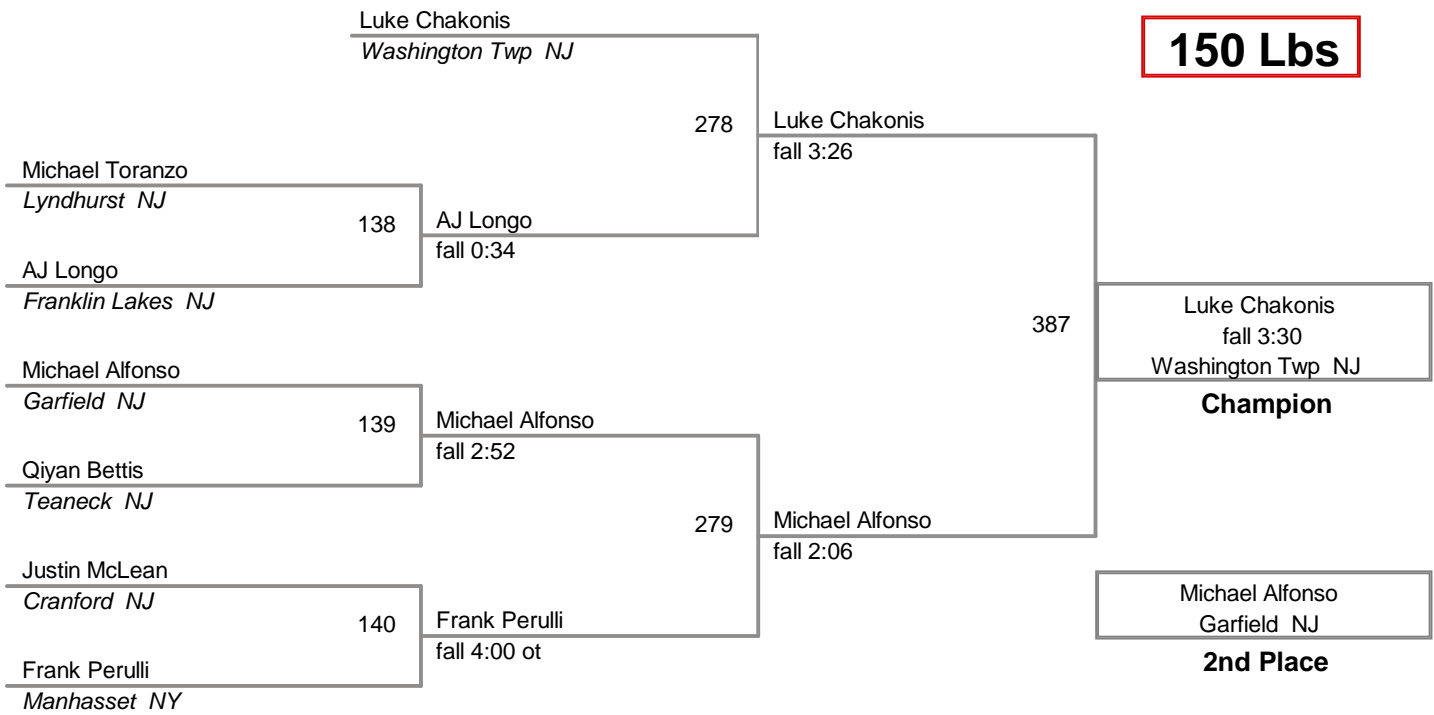 Luke Chakonis
Washington Twp NJ
150 Lbs
278
Luke Chakonis
fall 3:26
Michael Toranzo
Lyndhurst NJ
138
AJ Longo
fall 0:34
AJ Longo
Franklin Lakes NJ
387
Luke Chakonis
fall 3:30
Washington Twp NJ
Champion
Michael Alfonso
Garfield NJ
139
Michael Alfonso
fall 2:52
Qiyan Bettis
Teaneck NJ
279
Michael Alfonso
fall 2:06
Justin McLean
Cranford NJ
140
Frank Perulli
fall 4:00 ot
Frank Perulli
Manhasset NY
Michael Alfonso
Garfield NJ
2nd Place